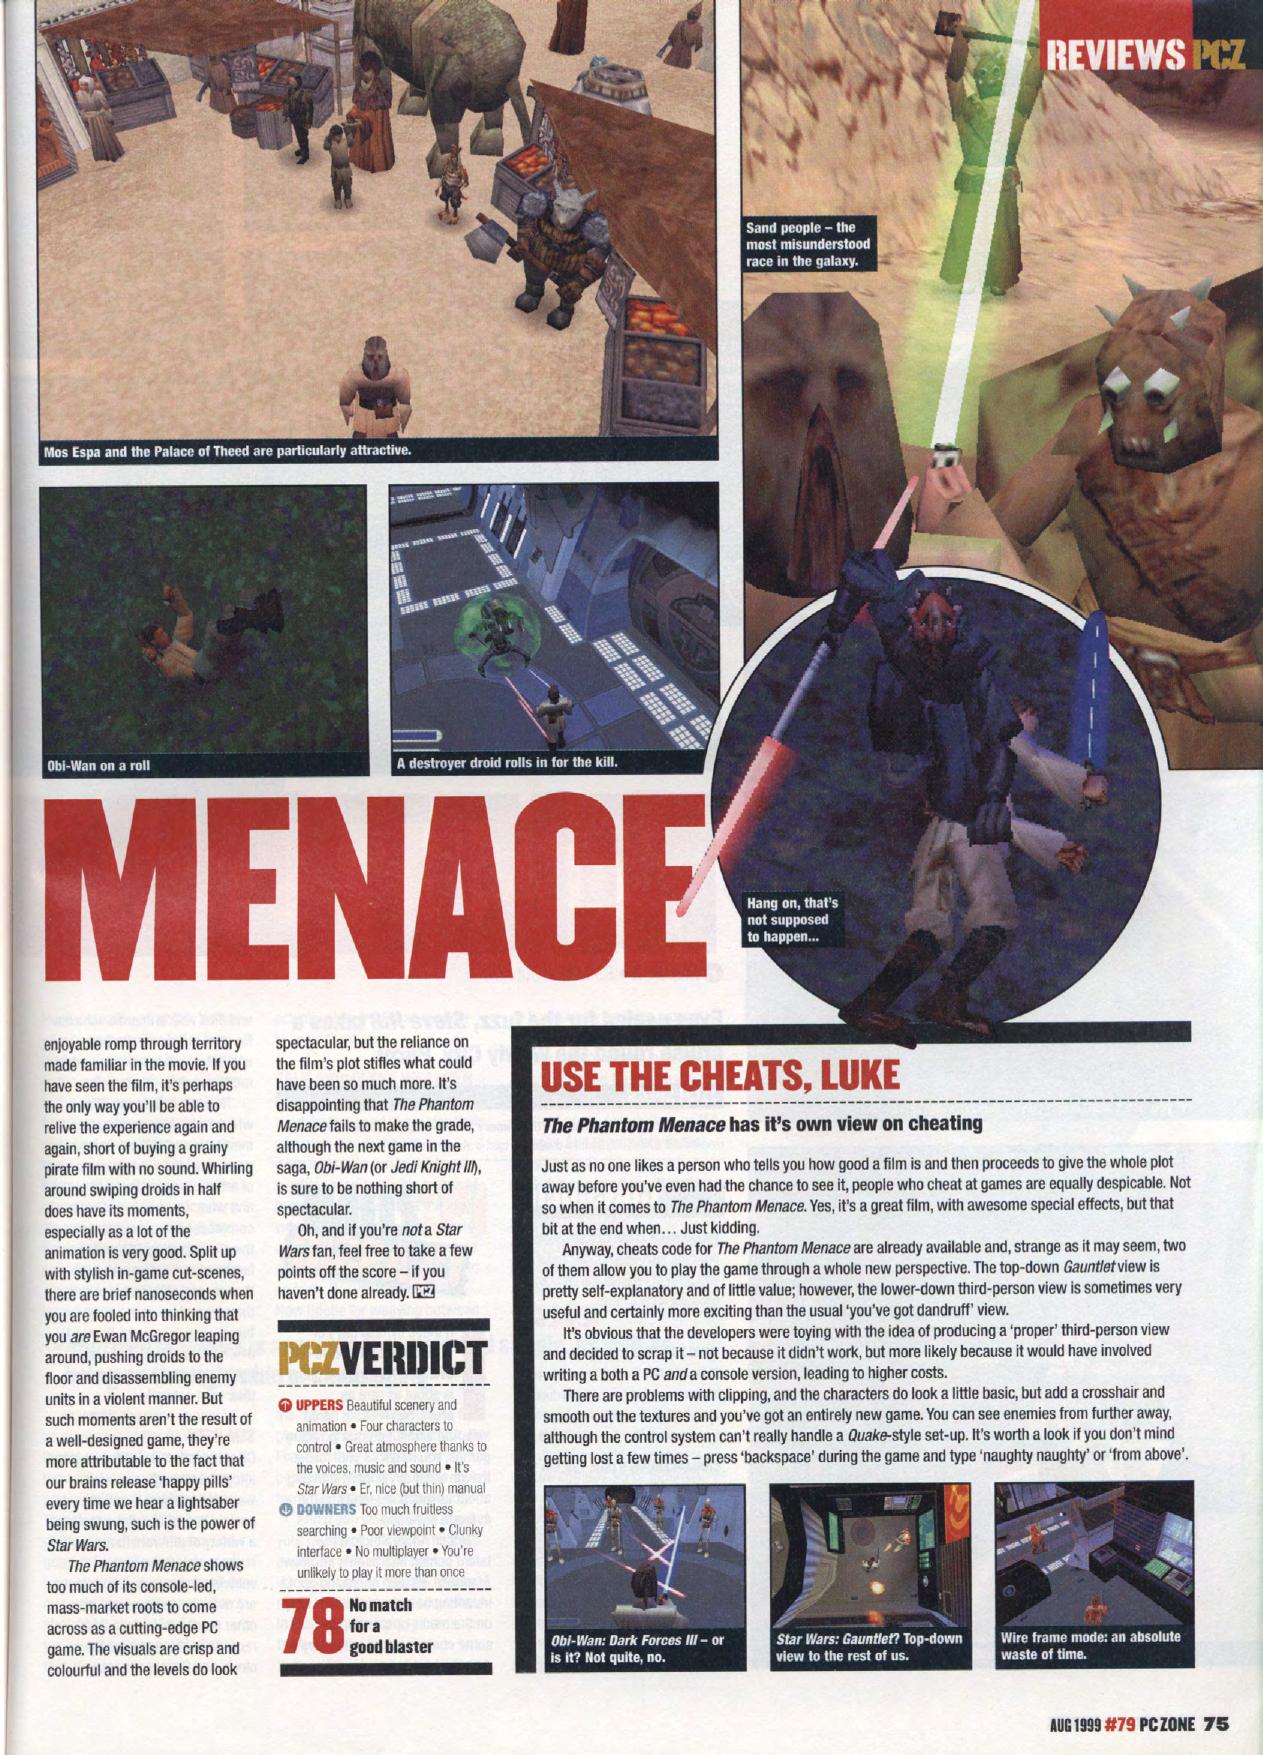 REVIEWS PCZ
Sand people – the
most misunderstood
race in the galaxy.
Mos Espa and the Palace of Theed are particularly attractive.
Obi-Wan on a roll
A destroyer droid rolls in for the kill.
MENACE
Hang on, that's
not supposed
to happen...
enjoyable romp through territory
made familiar in the movie. If you
have seen the film, it's perhaps
the only way you'll be able to
relive the experience again and
again, short of buying a grainy
pirate film with no sound. Whirling
around swiping droids in half
does have its moments,
especially as a lot of the
animation is very good. Split up
with stylish in-game cut-scenes,
there are brief nanoseconds when
you are fooled into thinking that
you are Ewan McGregor leaping
around, pushing droids to the
floor and disassembling enemy
units in a violent manner. But
such moments aren't the result of
a well-designed game, they're
more attributable to the fact that
our brains release 'happy pills'
every time we hear a lightsaber
being swung, such is the power of
Star Wars.
The Phantom Menace shows
too much of its console-led,
mass-market roots to come
across as a cutting-edge PC
game. The visuals are crisp and
colourful and the levels do look
spectacular, but the reliance on
the film's plot stifles what could
have been so much more. It's
disappointing that The Phantom
Menace fails to make the grade,
although the next game in the
saga, Obi-Wan (or Jedi Knight III),
is sure to be nothing short of
spectacular.
Oh, and if you're not a Star
Wars fan, feel free to take a few
points off the score – if you
haven't done already. PCZ
PCZVERDICT
UPPERS Beautiful scenery and
animation • Four characters to
control • Great atmosphere thanks to
the voices, music and sound • It's
Star Wars • Er, nice (but thin) manual
DOWNERS Too much fruitless
searching • Poor viewpoint • Clunky
interface • No multiplayer • You're
unlikely to play it more than once
78 No match
for a
good blaster
USE THE CHEATS, LUKE
The Phantom Menace has it's own view on cheating
Just as no one likes a person who tells you how good a film is and then proceeds to give the whole plot
away before you've even had the chance to see it, people who cheat at games are equally despicable. Not
so when it comes to The Phantom Menace. Yes, it's a great film, with awesome special effects, but that
bit at the end when... Just kidding.
Anyway, cheats code for The Phantom Menace are already available and, strange as it may seem, two
of them allow you to play the game through a whole new perspective. The top-down Gauntlet view is
pretty self-explanatory and of little value; however, the lower-down third-person view is sometimes very
useful and certainly more exciting than the usual 'you've got dandruff' view.
It's obvious that the developers were toying with the idea of producing a 'proper' third-person view
and decided to scrap it – not because it didn't work, but more likely because it would have involved
writing a both a PC and a console version, leading to higher costs.
There are problems with clipping, and the characters do look a little basic, but add a crosshair and
smooth out the textures and you've got an entirely new game. You can see enemies from further away,
although the control system can't really handle a Quake-style set-up. It's worth a look if you don't mind
getting lost a few times – press 'backspace' during the game and type 'naughty naughty' or 'from above'.
Obi-Wan: Dark Forces III – or
is it? Not quite, no.
Star Wars: Gauntlet? Top-down
view to the rest of us.
Wire frame mode: an absolute
waste of time.
AUG 1999 #79 PC ZONE 75